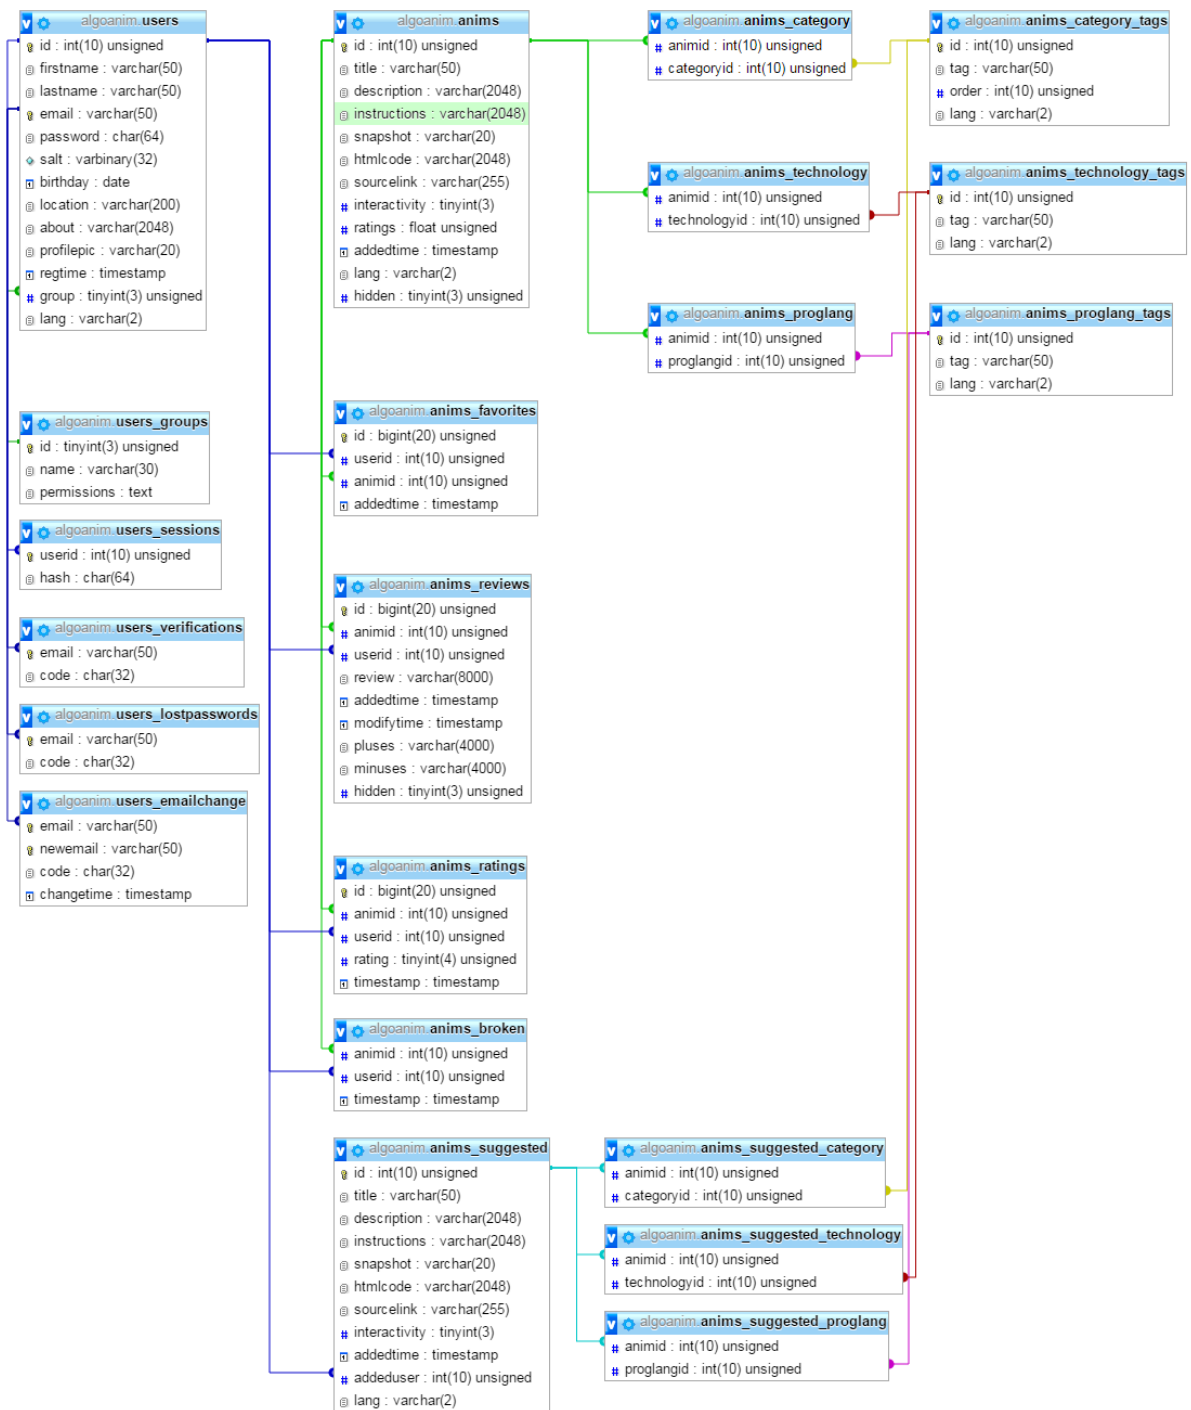 algoanim.users
id : int(10) unsigned
firstname : varchar(50)
lastname : varchar(50)
email : varchar(50)
password : char(64)
salt : varbinary(32)
birthday : date
location : varchar(200)
about : varchar(2048)
profilepic : varchar(20)
regtime : timestamp
group : tinyint(3) unsigned
lang : varchar(2)
algoanim.users_groups
id : tinyint(3) unsigned
name : varchar(30)
permissions : text
algoanim.users_sessions
userid : int(10) unsigned
hash : char(64)
algoanim.users_verifications
email : varchar(50)
code : char(32)
algoanim.users_lostpasswords
email : varchar(50)
code : char(32)
algoanim.users_emailchange
email : varchar(50)
newemail : varchar(50)
code : char(32)
changetime : timestamp
algoanim.anims
id : int(10) unsigned
title : varchar(50)
description : varchar(2048)
instructions : varchar(2048)
snapshot : varchar(20)
htmlcode : varchar(2048)
sourcelink : varchar(255)
interactivity : tinyint(3)
ratings : float unsigned
addedtime : timestamp
lang : varchar(2)
hidden : tinyint(3) unsigned
algoanim.anims_favorites
id : bigint(20) unsigned
userid : int(10) unsigned
animid : int(10) unsigned
addedtime : timestamp
algoanim.anims_reviews
id : bigint(20) unsigned
animid : int(10) unsigned
userid : int(10) unsigned
review : varchar(8000)
addedtime : timestamp
modifytime : timestamp
pluses : varchar(4000)
minuses : varchar(4000)
hidden : tinyint(3) unsigned
algoanim.anims_ratings
id : bigint(20) unsigned
animid : int(10) unsigned
userid : int(10) unsigned
rating : tinyint(4) unsigned
timestamp : timestamp
algoanim.anims_broken
animid : int(10) unsigned
userid : int(10) unsigned
timestamp : timestamp
algoanim.anims_suggested
id : int(10) unsigned
title : varchar(50)
description : varchar(2048)
instructions : varchar(2048)
snapshot : varchar(20)
htmlcode : varchar(2048)
sourcelink : varchar(255)
interactivity : tinyint(3)
addedtime : timestamp
addeduser : int(10) unsigned
lang : varchar(2)
algoanim.anims_category
animid : int(10) unsigned
categoryid : int(10) unsigned
algoanim.anims_technology
animid : int(10) unsigned
technologyid : int(10) unsigned
algoanim.anims_proglang
animid : int(10) unsigned
proglangid : int(10) unsigned
algoanim.anims_category_tags
id : int(10) unsigned
tag : varchar(50)
order : int(10) unsigned
lang : varchar(2)
algoanim.anims_technology_tags
id : int(10) unsigned
tag : varchar(50)
lang : varchar(2)
algoanim.anims_proglang_tags
id : int(10) unsigned
tag : varchar(50)
lang : varchar(2)
algoanim.anims_suggested_category
animid : int(10) unsigned
categoryid : int(10) unsigned
algoanim.anims_suggested_technology
animid : int(10) unsigned
technologyid : int(10) unsigned
algoanim.anims_suggested_proglang
animid : int(10) unsigned
proglangid : int(10) unsigned